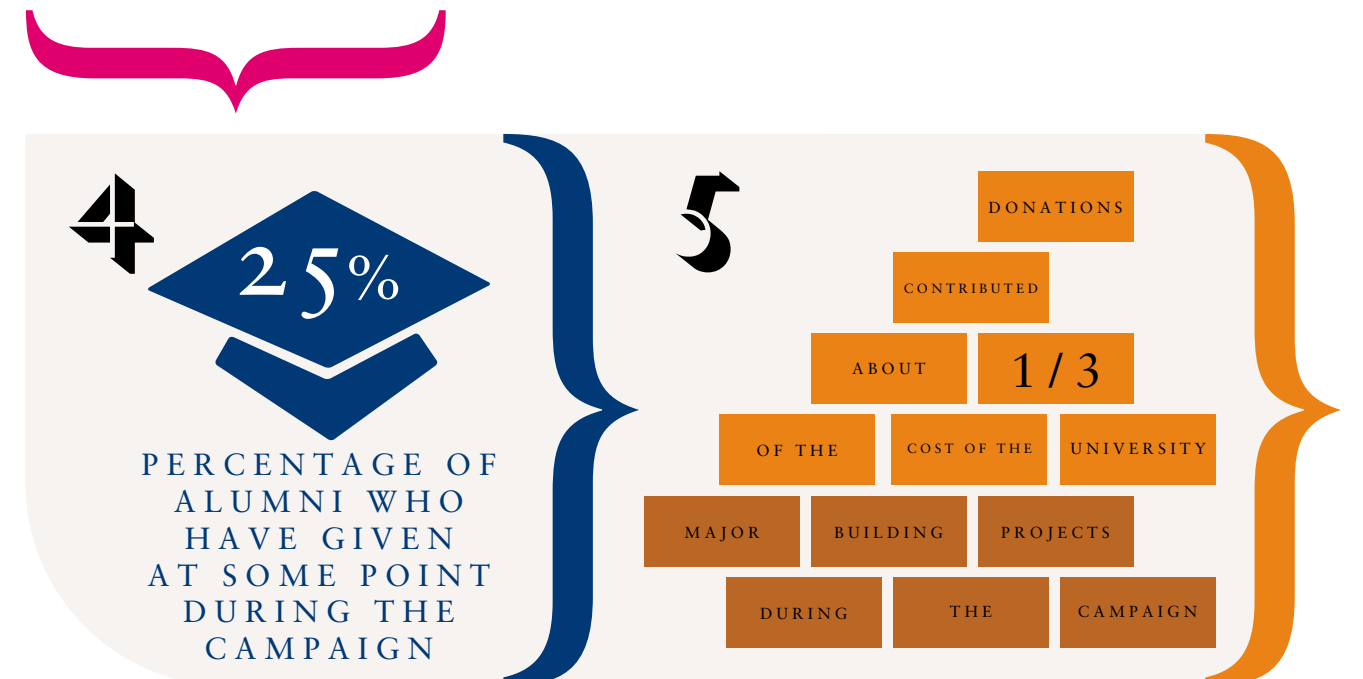 4
25%
PERCENTAGE OF
ALUMNI WHO
HAVE GIVEN
AT SOME POINT
DURING THE
CAMPAIGN
5
DONATIONS
CONTRIBUTED
ABOUT 1/3
OF THE COST OF THE UNIVERSITY
MAJOR BUILDING PROJECTS
DURING THE CAMPAIGN